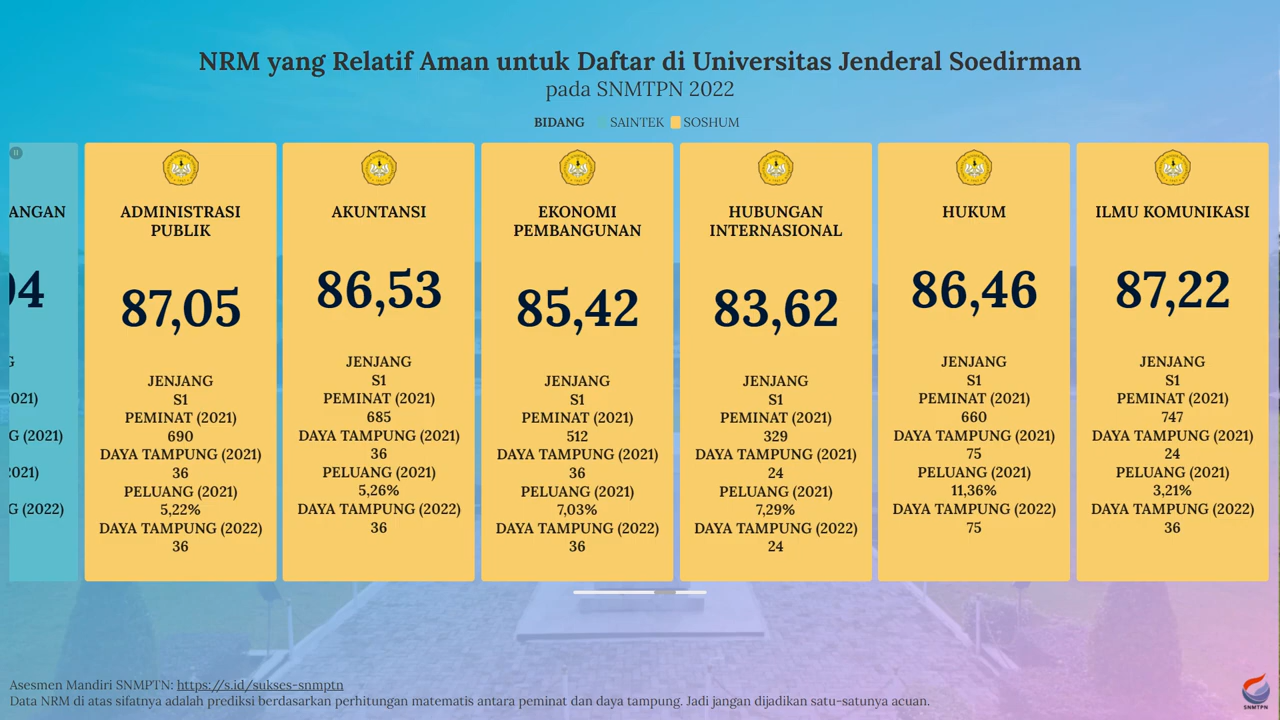 NRM yang Relatif Aman untuk Daftar di Universitas Jenderal Soedirman
pada SNMTPN 2022
BIDANG SAINTEK SOSHUM
ANGAN
04
G
021)
G (2021)
021)
G (2022)
ADMINISTRASI
PUBLIK
87,05
JENJANG
S1
PEMINAT (2021)
690
DAYA TAMPUNG (2021)
36
PELUANG (2021)
5,22%
DAYA TAMPUNG (2022)
36
AKUNTANSI
86,53
JENJANG
S1
PEMINAT (2021)
685
DAYA TAMPUNG (2021)
36
PELUANG (2021)
5,26%
DAYA TAMPUNG (2022)
36
EKONOMI
PEMBANGUNAN
85,42
JENJANG
S1
PEMINAT (2021)
512
DAYA TAMPUNG (2021)
36
PELUANG (2021)
7,03%
DAYA TAMPUNG (2022)
36
HUBUNGAN
INTERNASIONAL
83,62
JENJANG
S1
PEMINAT (2021)
329
DAYA TAMPUNG (2021)
24
PELUANG (2021)
7,29%
DAYA TAMPUNG (2022)
24
HUKUM
86,46
JENJANG
S1
PEMINAT (2021)
660
DAYA TAMPUNG (2021)
75
PELUANG (2021)
11,36%
DAYA TAMPUNG (2022)
75
ILMU KOMUNIKASI
87,22
JENJANG
S1
PEMINAT (2021)
747
DAYA TAMPUNG (2021)
24
PELUANG (2021)
3,21%
DAYA TAMPUNG (2022)
36
Asesmen Mandiri SNMPTN: https://s.id/sukses-snmptn
Data NRM di atas sifatnya adalah prediksi berdasarkan perhitungan matematis antara peminat dan daya tampung. Jadi jangan dijadikan satu-satunya acuan.
SNMPTN